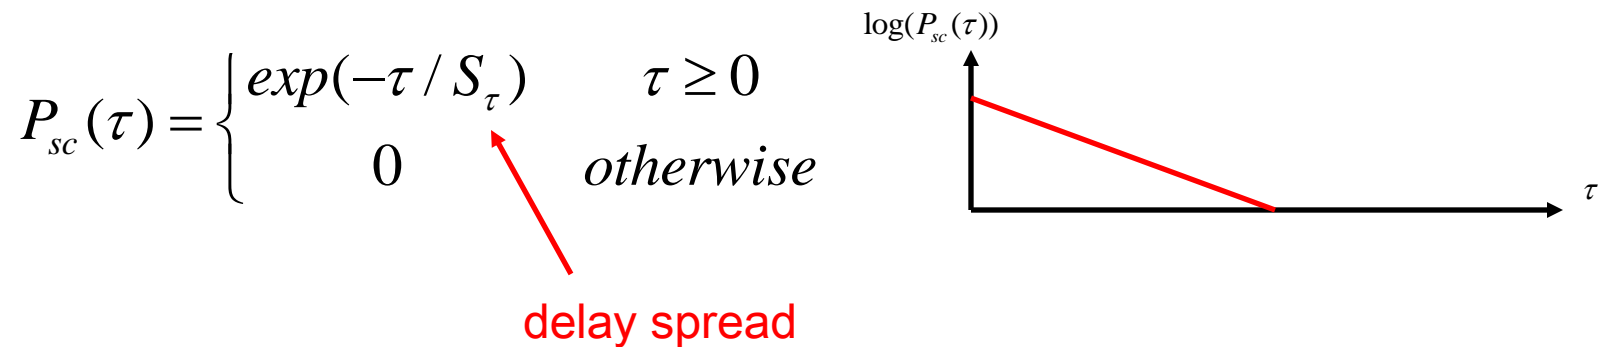 log(P_sc(τ))
P_sc(τ) = { exp(−τ / S_τ) τ ≥ 0
0 otherwise
τ
delay spread